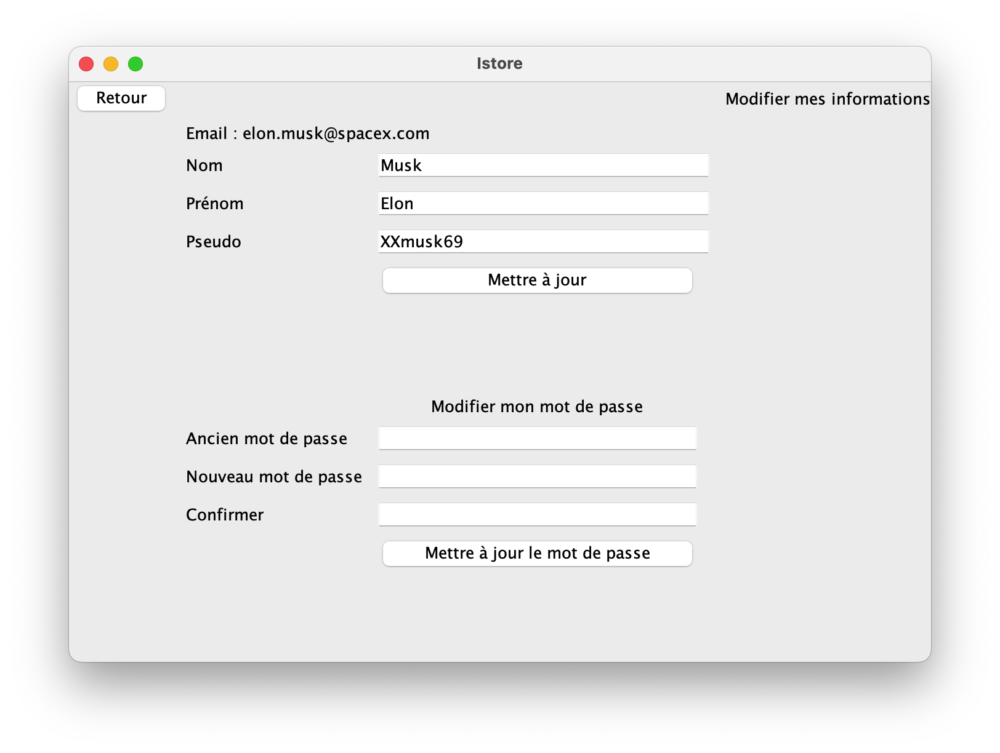 Istore
Retour
Modifier mes informations
Email : elon.musk@spacex.com
Nom
Musk
Prénom
Elon
Pseudo
XXmusk69
Mettre à jour
Modifier mon mot de passe
Ancien mot de passe
Nouveau mot de passe
Confirmer
Mettre à jour le mot de passe